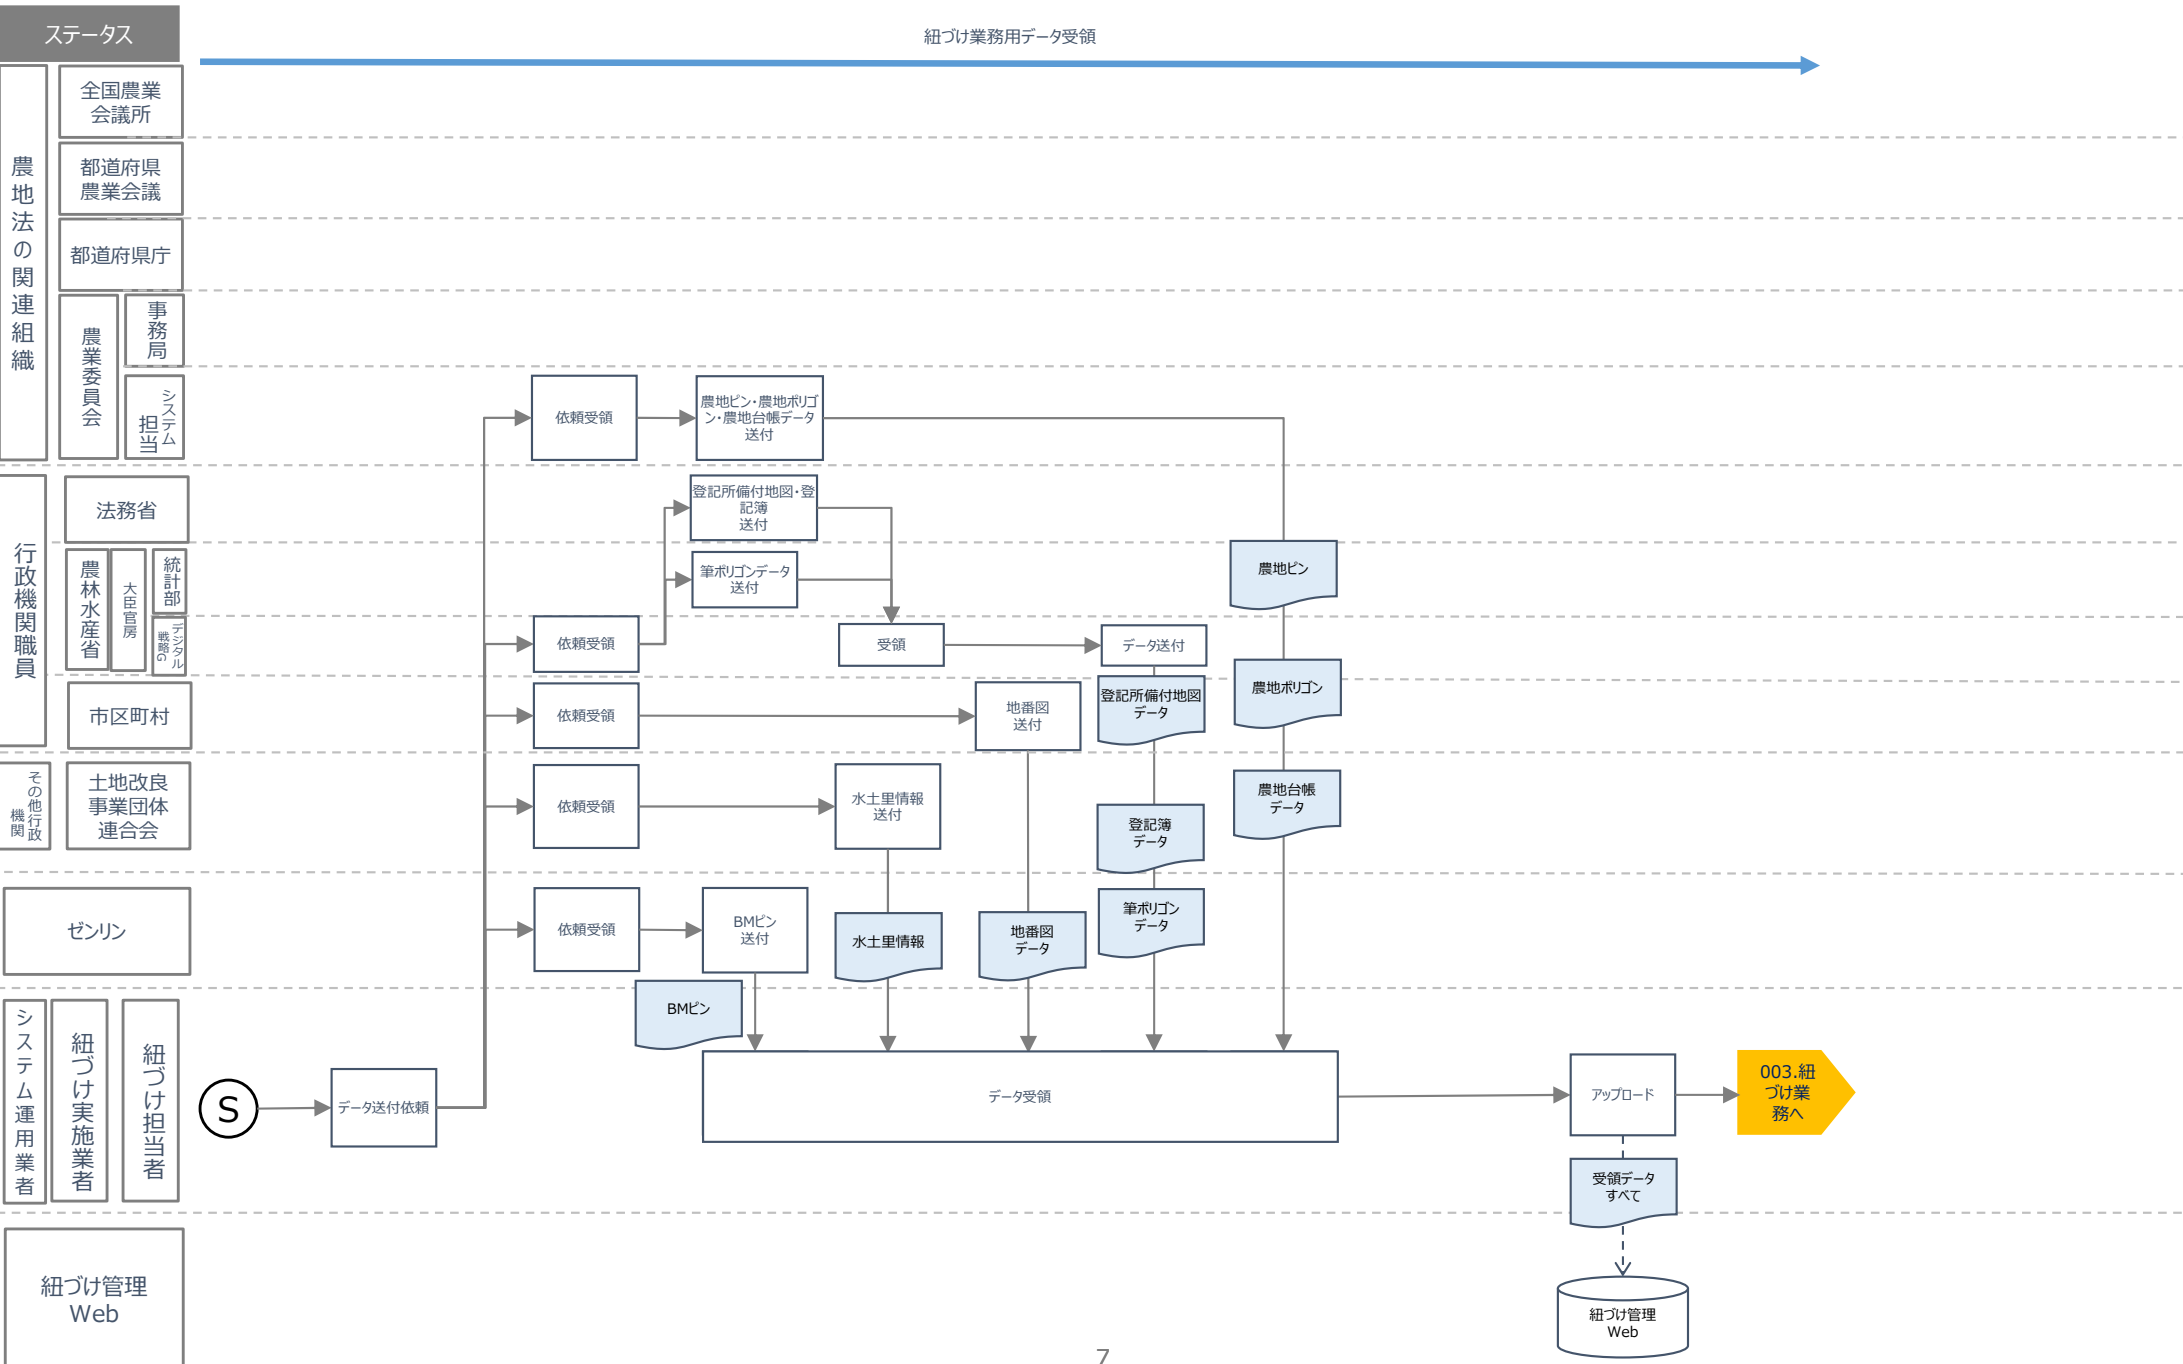 ステータス
紐づけ業務用データ受領
農地法の関連組織
全国農業
会議所
都道府県
農業会議
都道府県庁
農業委員会
事務局
システム
担当
依頼受領
農地ピン・農地ポリゴ
ン・農地台帳データ
送付
行政機関職員
法務省
登記所備付地図・登
記簿
送付
農林水産省
大臣官房
統計部
筆ポリゴンデータ
送付
農地ピン
デジタル
戦略G
依頼受領
受領
データ送付
市区町村
依頼受領
地番図
送付
登記所備付地図
データ
農地ポリゴン
その他行政
機関
土地改良
事業団体
連合会
依頼受領
水土里情報
送付
登記簿
データ
農地台帳
データ
ゼンリン
依頼受領
BMピン
送付
水土里情報
地番図
データ
筆ポリゴン
データ
BMピン
システム運用業者
紐づけ実施業者
紐づけ担当者
S
データ送付依頼
データ受領
アップロード
003.紐
づけ業
務へ
受領データ
すべて
紐づけ管理
Web
紐づけ管理
Web
7